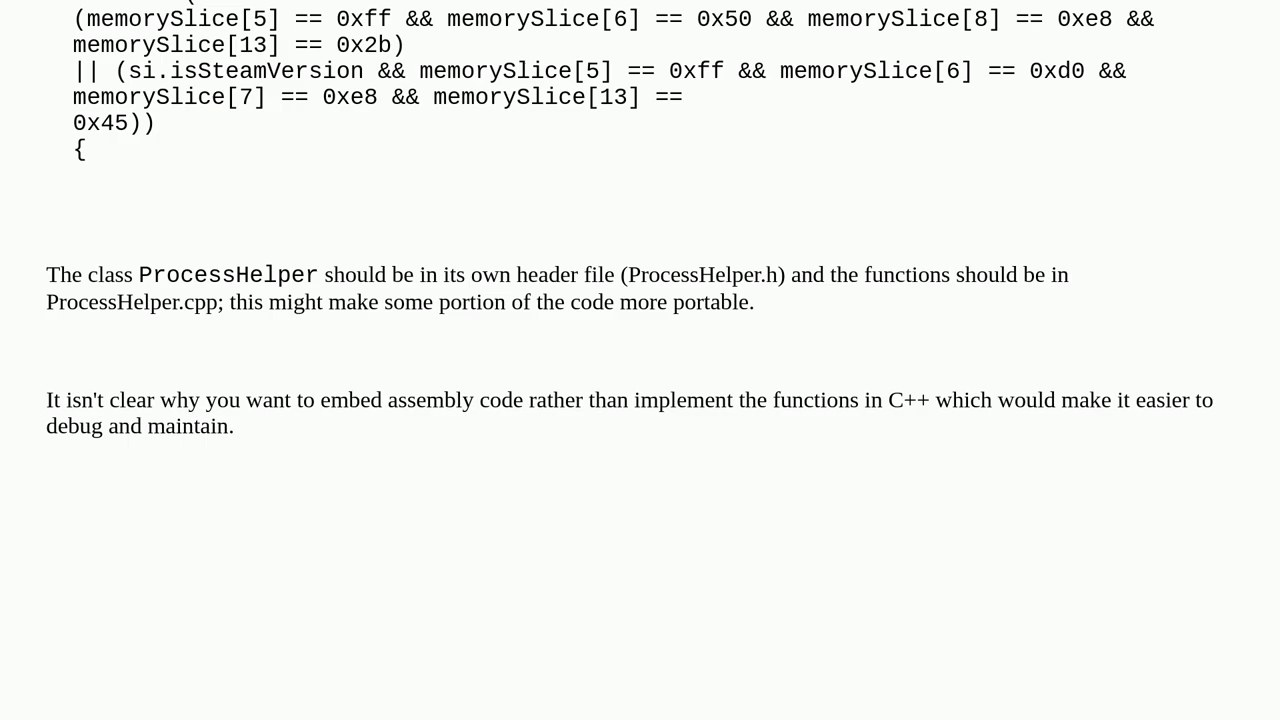 (memorySlice[5] == 0xff && memorySlice[6] == 0x50 && memorySlice[8] == 0xe8 &&
memorySlice[13] == 0x2b)
|| (si.isSteamVersion && memorySlice[5] == 0xff && memorySlice[6] == 0xd0 &&
memorySlice[7] == 0xe8 && memorySlice[13] ==
0x45))
{
The class ProcessHelper should be in its own header file (ProcessHelper.h) and the functions should be in
ProcessHelper.cpp; this might make some portion of the code more portable.
It isn't clear why you want to embed assembly code rather than implement the functions in C++ which would make it easier to
debug and maintain.